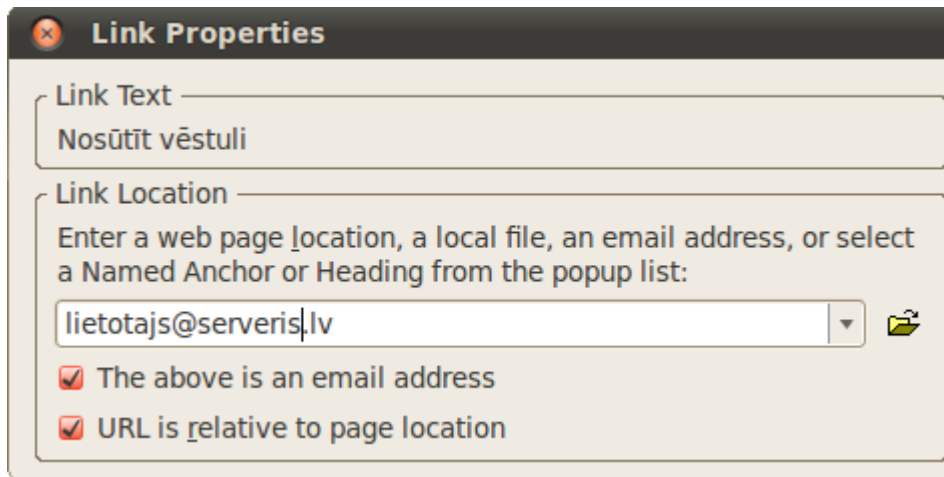 Link Properties
Link Text
Nosūtīt vēstuli
Link Location
Enter a web page location, a local file, an email address, or select
a Named Anchor or Heading from the popup list:
lietotajs@serveris.lv
The above is an email address
URL is relative to page location